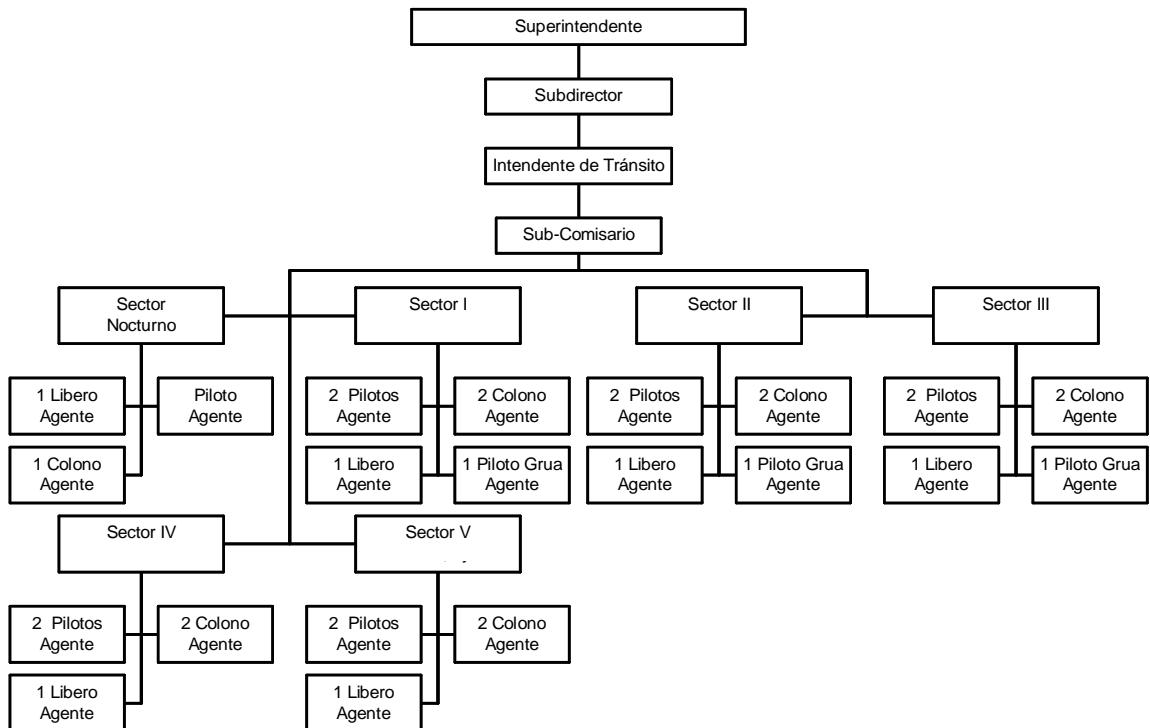 Superintendente
Subdirector
Intendente de Tránsito
Sub-Comisario
Sector
Nocturno
Sector I
Sector II
Sector III
1 Libero
Agente
Piloto
Agente
1 Colono
Agente
2 Pilotos
Agente
2 Colono
Agente
1 Libero
Agente
1 Piloto Grua
Agente
2 Pilotos
Agente
2 Colono
Agente
1 Libero
Agente
1 Piloto Grua
Agente
2 Pilotos
Agente
2 Colono
Agente
1 Libero
Agente
1 Piloto Grua
Agente
Sector IV
Sector V
2 Pilotos
Agente
2 Colono
Agente
1 Libero
Agente
2 Pilotos
Agente
2 Colono
Agente
1 Libero
Agente